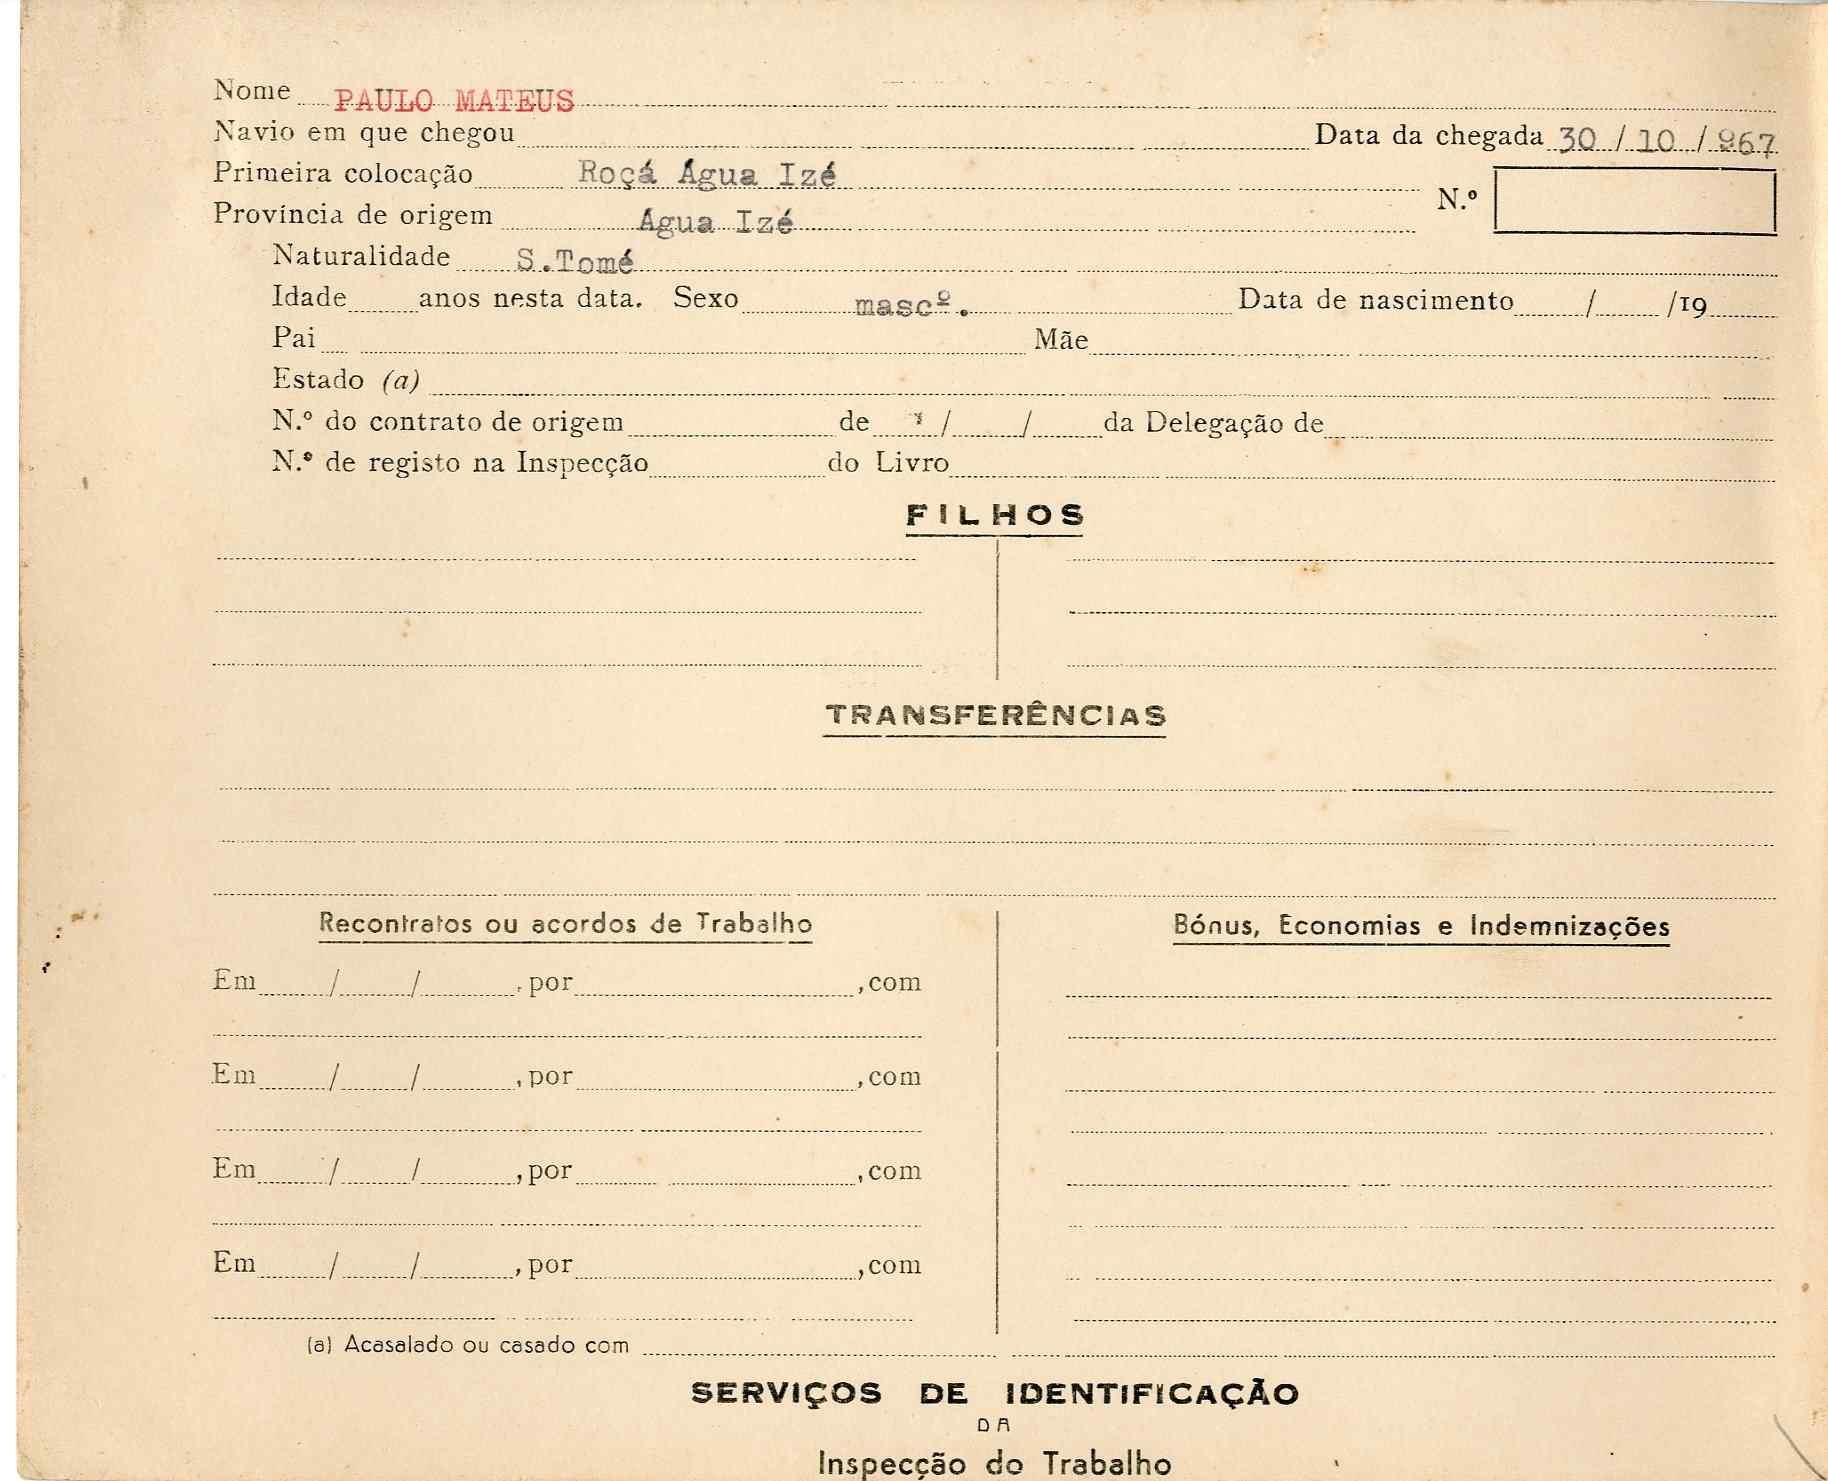 Nome PAULO MATEUS
Navio em que chegou Data da chegada 30 / 10 / 967
Primeira colocação Roçá Água Izé
N.º
Província de origem Água Izé
Naturalidade S.Tomé
Idade anos nesta data. Sexo mascº. Data de nascimento / /19
Pai Mãe
Estado (a)
N.º do contrato de origem de / / da Delegação de
N.º de registo na Inspecção do Livro
FILHOS
TRANSFERÊNCIAS
Recontratos ou acordos de Trabalho
Bónus, Economias e Indemnizações
Em / / , por , com
Em / / , por , com
Em / / , por , com
Em / / , por , com
(a) Acasalado ou casado com
SERVIÇOS DE IDENTIFICAÇÃO
DA
Inspecção do Trabalho